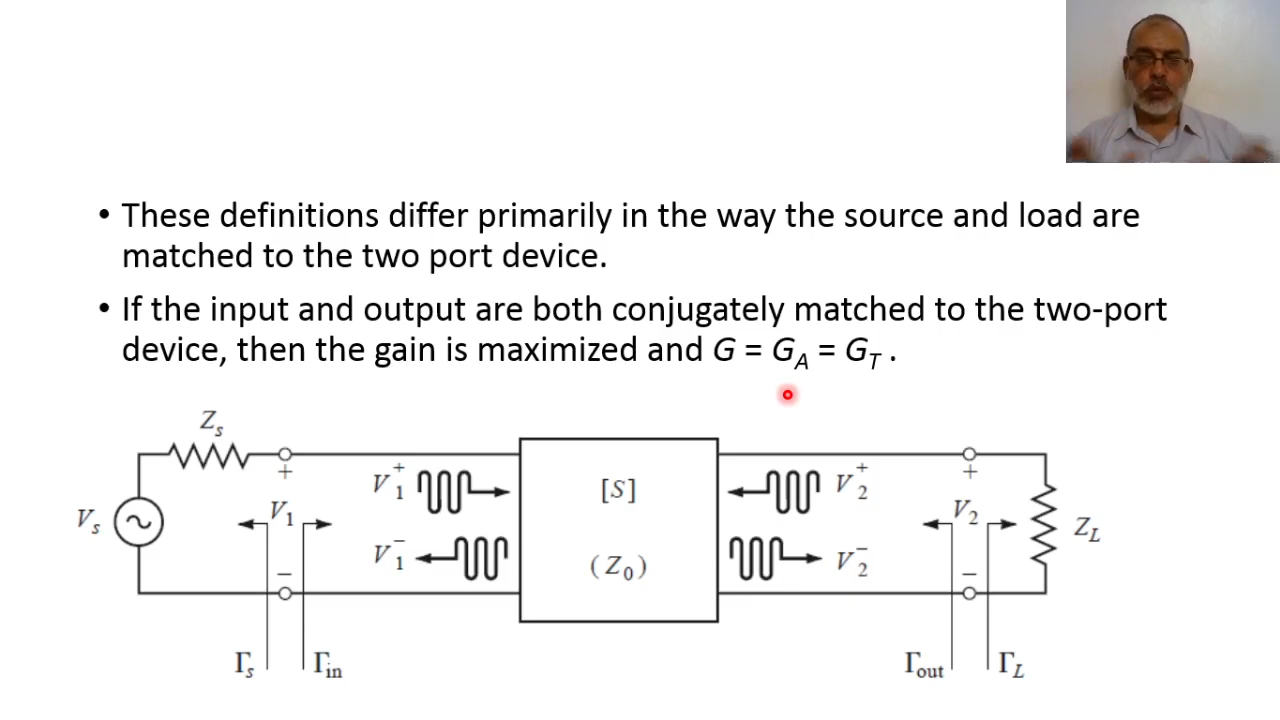 • These definitions differ primarily in the way the source and load are
matched to the two port device.
• If the input and output are both conjugately matched to the two-port
device, then the gain is maximized and G = G_A = G_T .
Z_s
+
V_s
V_1
−
V_1^+
V_1^−
[S]
(Z_0)
V_2^+
V_2^−
+
V_2
−
Z_L
Γ_s
Γ_in
Γ_out
Γ_L